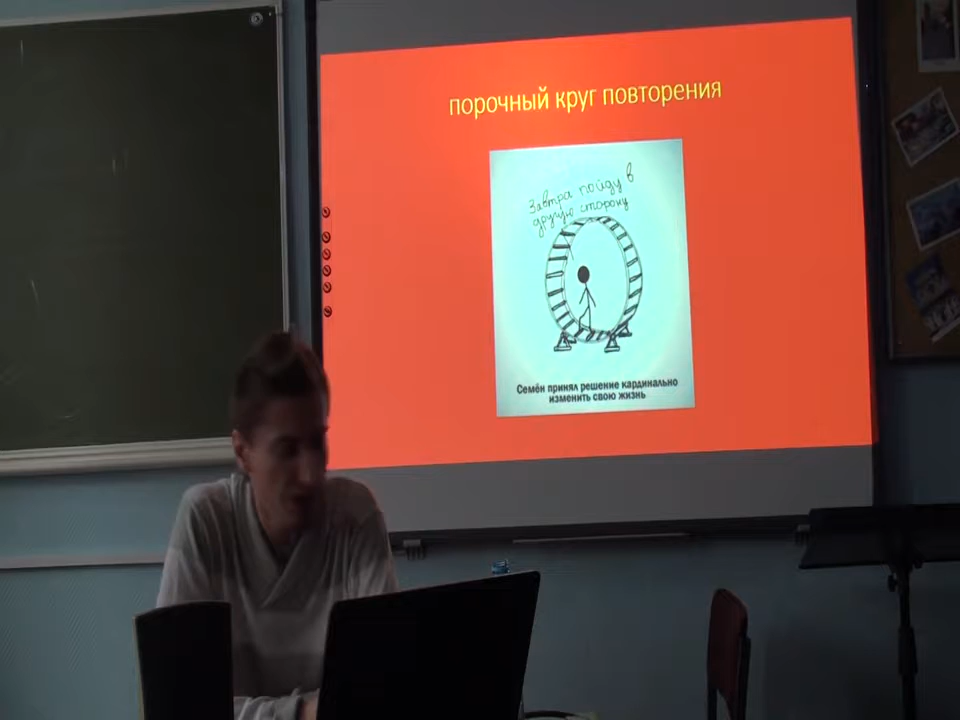 порочный круг повторения
Завтра пойду в
другую сторону
Семён принял решение кардинально
изменить свою жизнь